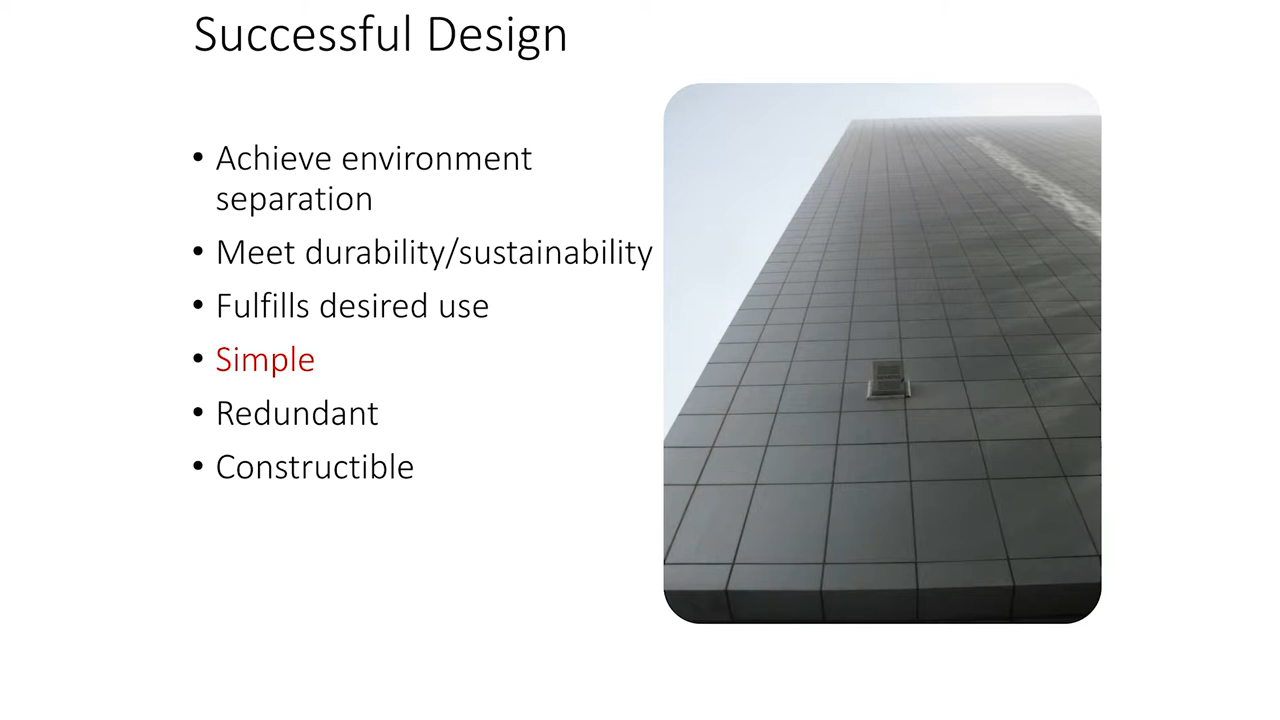 Successful Design
• Achieve environment
separation
• Meet durability/sustainability
• Fulfills desired use
• Simple
• Redundant
• Constructible